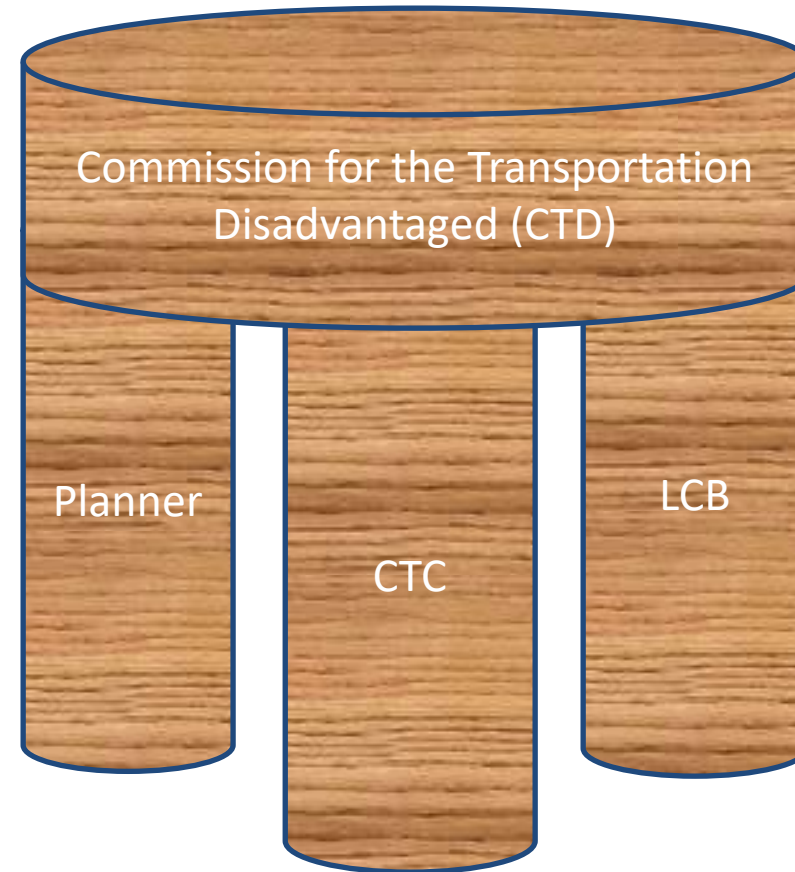 Commission for the Transportation
Disadvantaged (CTD)
Planner
CTC
LCB